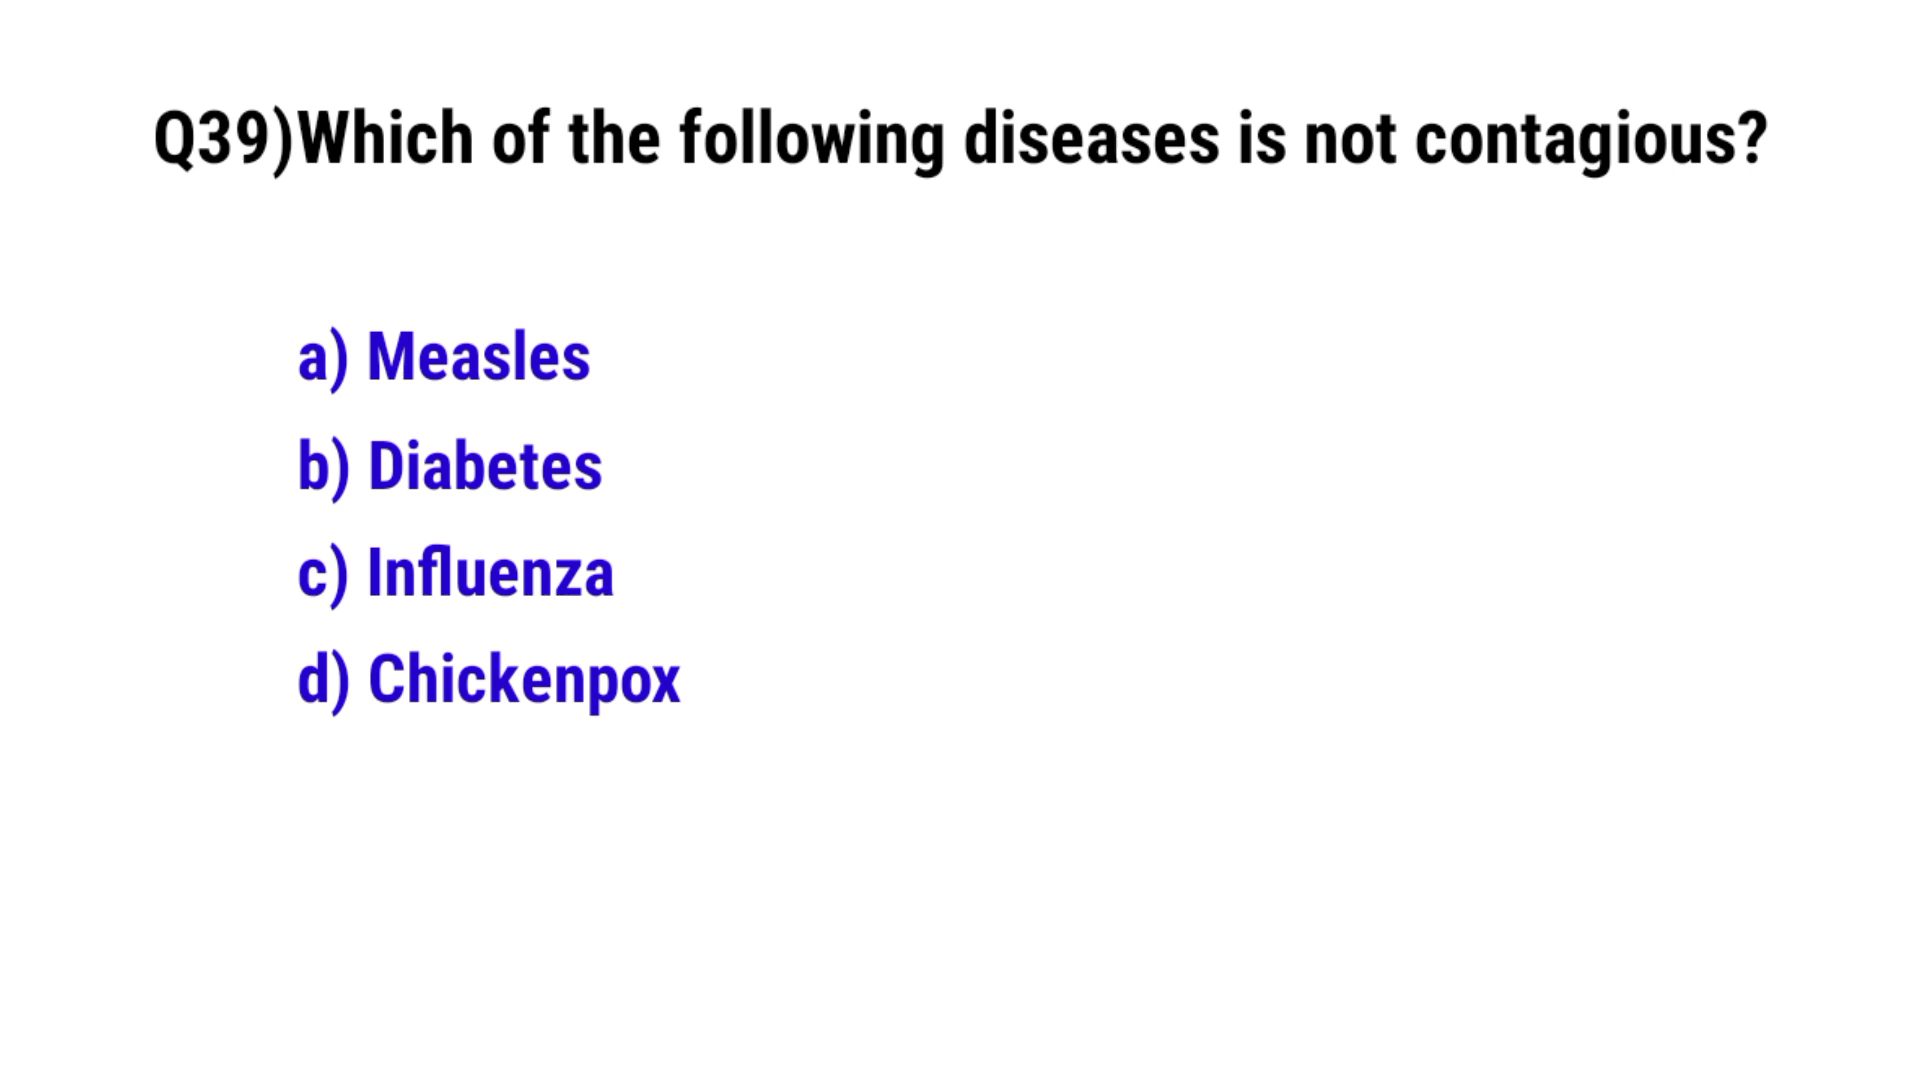 Q39)Which of the following diseases is not contagious?
a) Measles
b) Diabetes
c) Influenza
d) Chickenpox